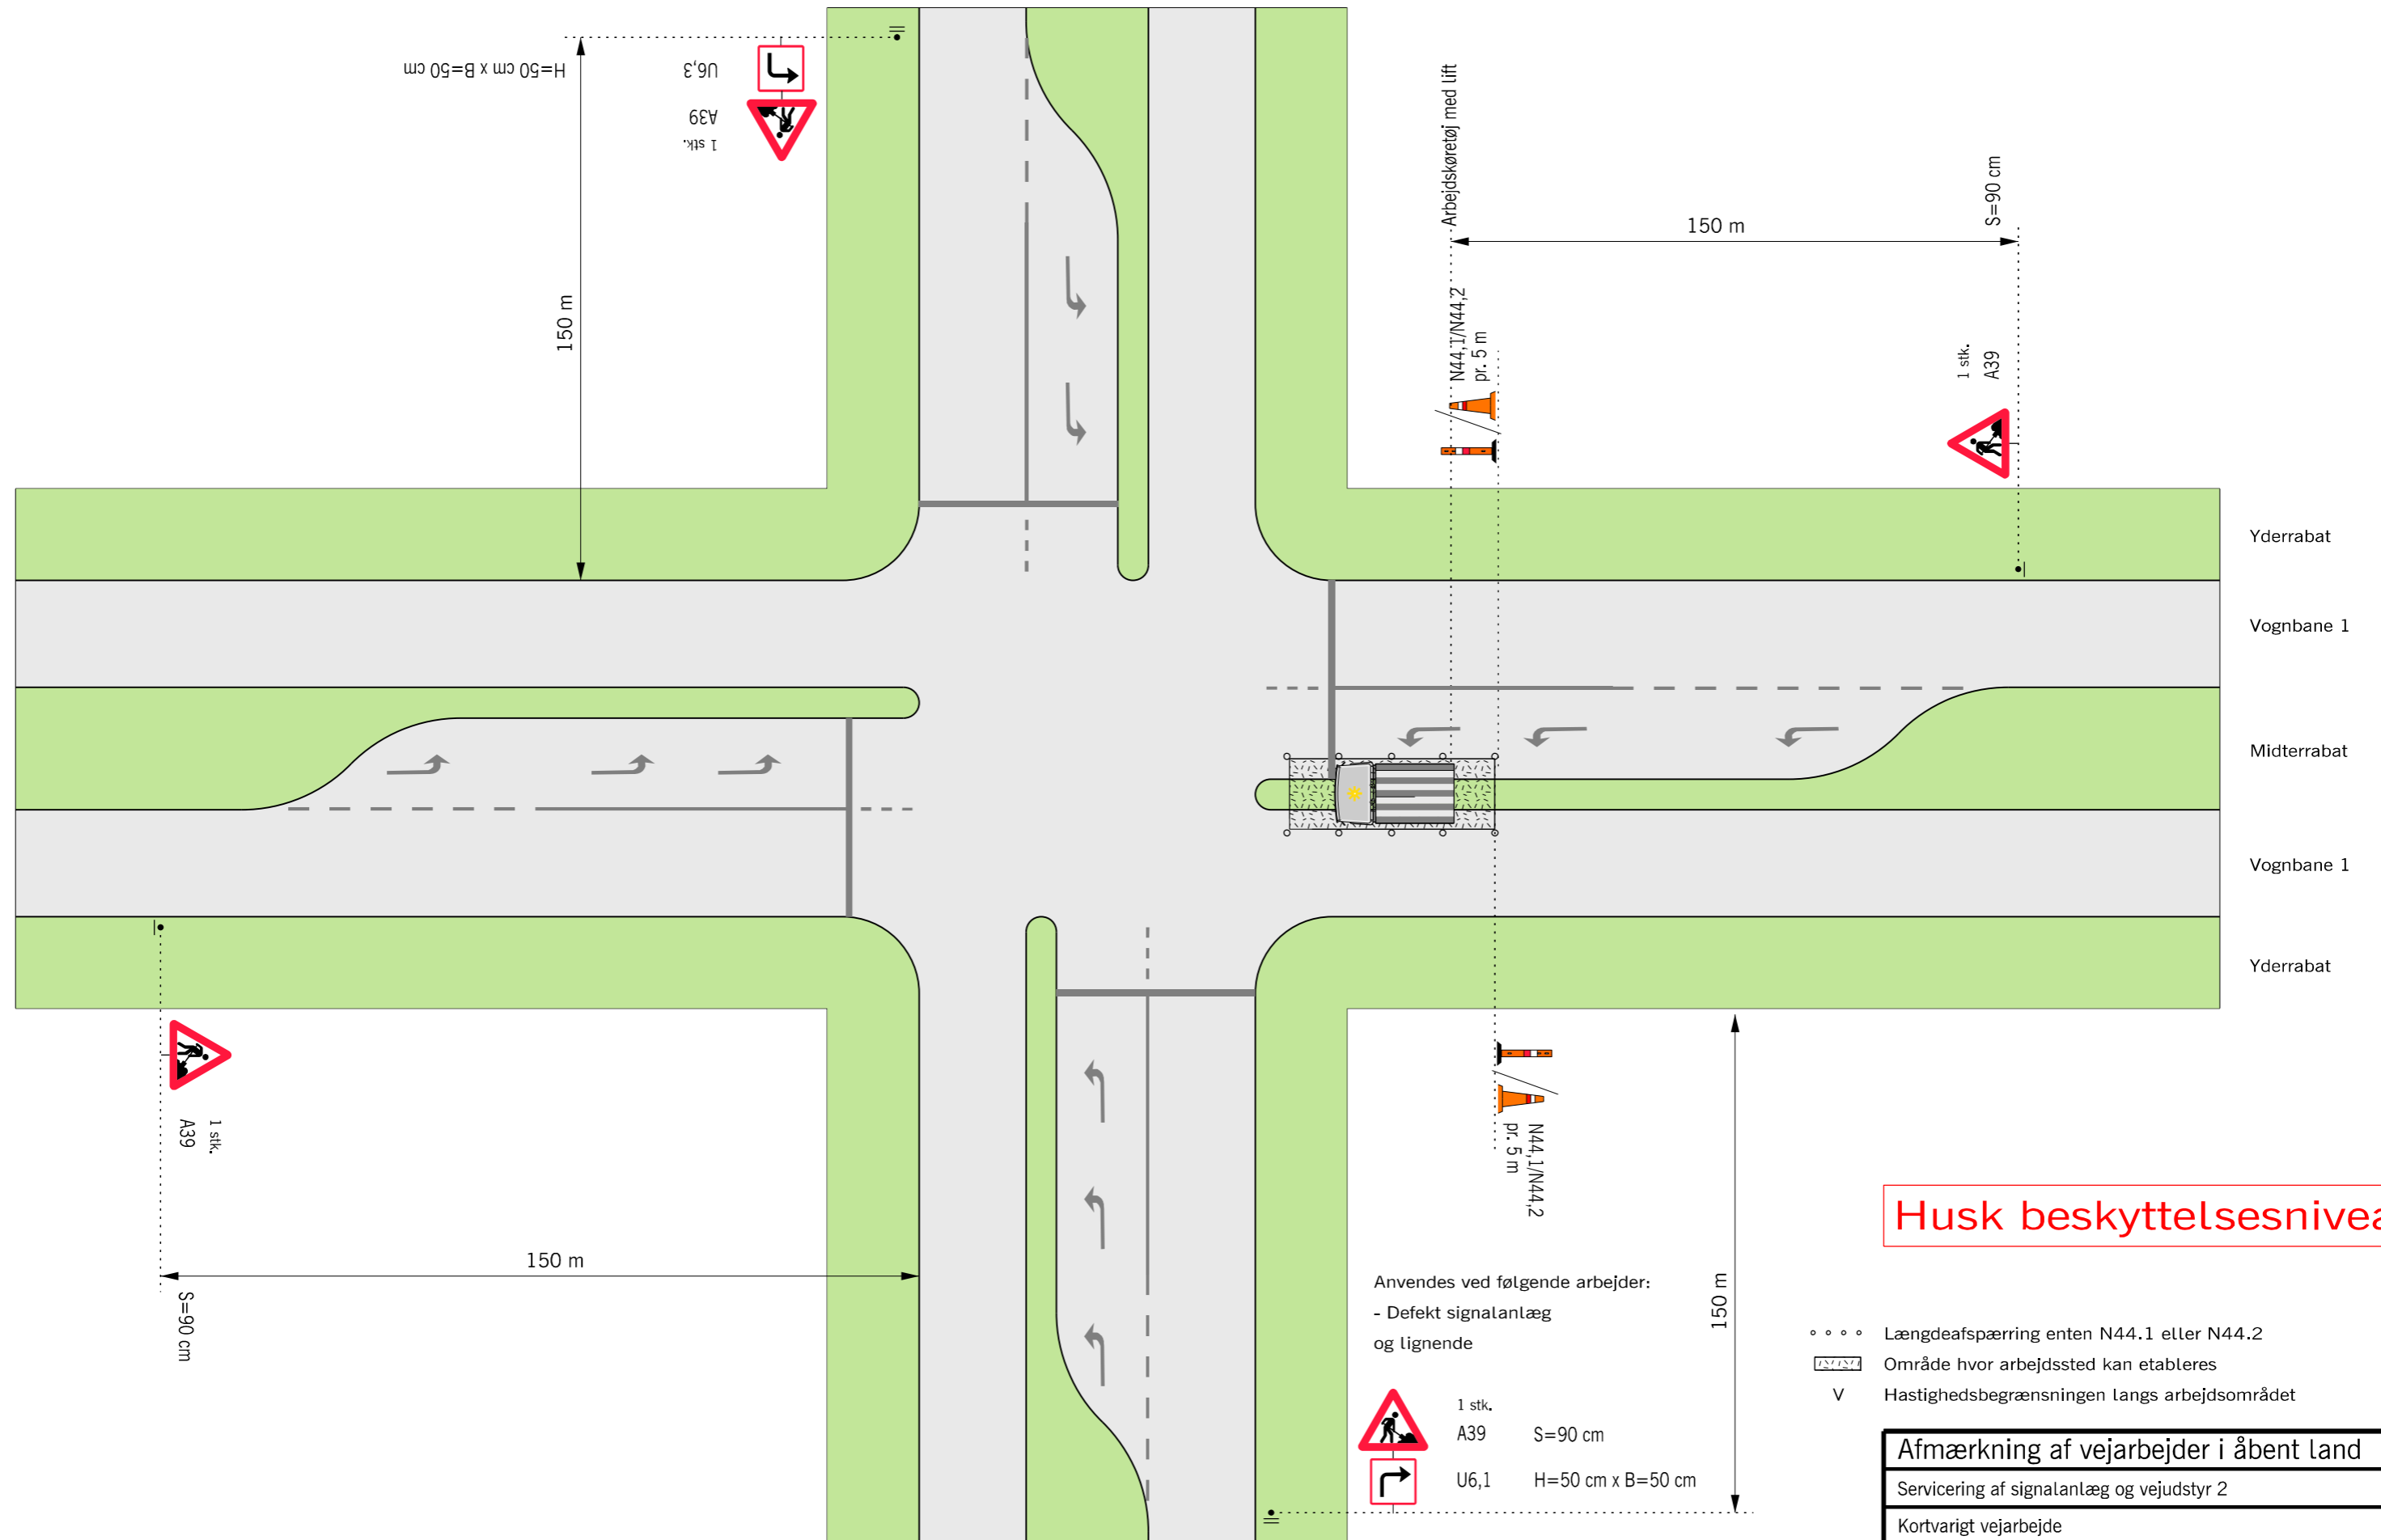 H=50 cm x B=50 cm
U6,3
A39
1 stk.
150 m
Arbejdskøretøj med lift
150 m
S=90 cm
N44,1/N44,2
pr. 5 m
1 stk.
A39
Yderrabat
Vognbane 1
Midterrabat
Vognbane 1
Yderrabat
1 stk.
A39
S=90 cm
150 m
N44,1/N44,2
pr. 5 m
150 m
Anvendes ved følgende arbejder:
- Defekt signalanlæg
og lignende
1 stk.
A39 S=90 cm
U6,1 H=50 cm x B=50 cm
Husk
Længdeafspærring enten N44.1 eller N44.2
Område hvor arbejdssted kan etableres
V Hastighedsbegrænsningen langs arbejdsområdet
Afmærkning af vejarbejder i åbent land
Servicering af signalanlæg og vejudstyr 2
Kortvarigt vejarbejde